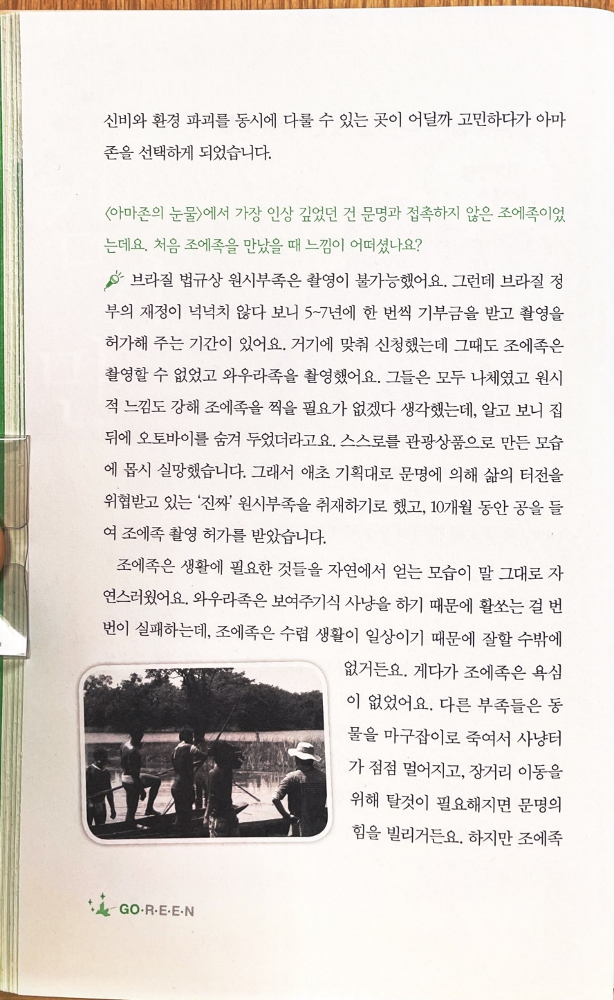 신비와 환경 파괴를 동시에 다룰 수 있는 곳이 어딜까 고민하다가 아마
존을 선택하게 되었습니다.
〈아마존의 눈물〉에서 가장 인상 깊었던 건 문명과 접촉하지 않은 조에족이었
는데요. 처음 조에족을 만났을 때 느낌이 어떠셨나요?
브라질 법규상 원시부족은 촬영이 불가능했어요. 그런데 브라질 정
부의 재정이 넉넉치 않다 보니 5~7년에 한 번씩 기부금을 받고 촬영을
허가해 주는 기간이 있어요. 거기에 맞춰 신청했는데 그때도 조에족은
촬영할 수 없었고 와우라족을 촬영했어요. 그들은 모두 나체였고 원시
적 느낌도 강해 조에족을 찍을 필요가 없겠다 생각했는데, 알고 보니 집
뒤에 오토바이를 숨겨 두었더라고요. 스스로를 관광상품으로 만든 모습
에 몹시 실망했습니다. 그래서 애초 기획대로 문명에 의해 삶의 터전을
위협받고 있는 ‘진짜’ 원시부족을 취재하기로 했고, 10개월 동안 공을 들
여 조에족 촬영 허가를 받았습니다.
조에족은 생활에 필요한 것들을 자연에서 얻는 모습이 말 그대로 자
연스러웠어요. 와우라족은 보여주기식 사냥을 하기 때문에 활쏘는 걸 번
번이 실패하는데, 조에족은 수렵 생활이 일상이기 때문에 잘할 수밖에
없거든요. 게다가 조에족은 욕심
이 없었어요. 다른 부족들은 동
물을 마구잡이로 죽여서 사냥터
가 점점 멀어지고, 장거리 이동을
위해 탈것이 필요해지면 문명의
힘을 빌리거든요. 하지만 조에족
GO·R·E·E·N